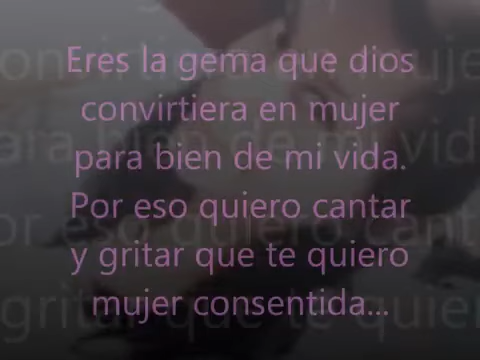 Eres la gema que dios
convirtiera en mujer
para bien de mi vida.
Por eso quiero cantar
y gritar que te quiero
mujer consentida...